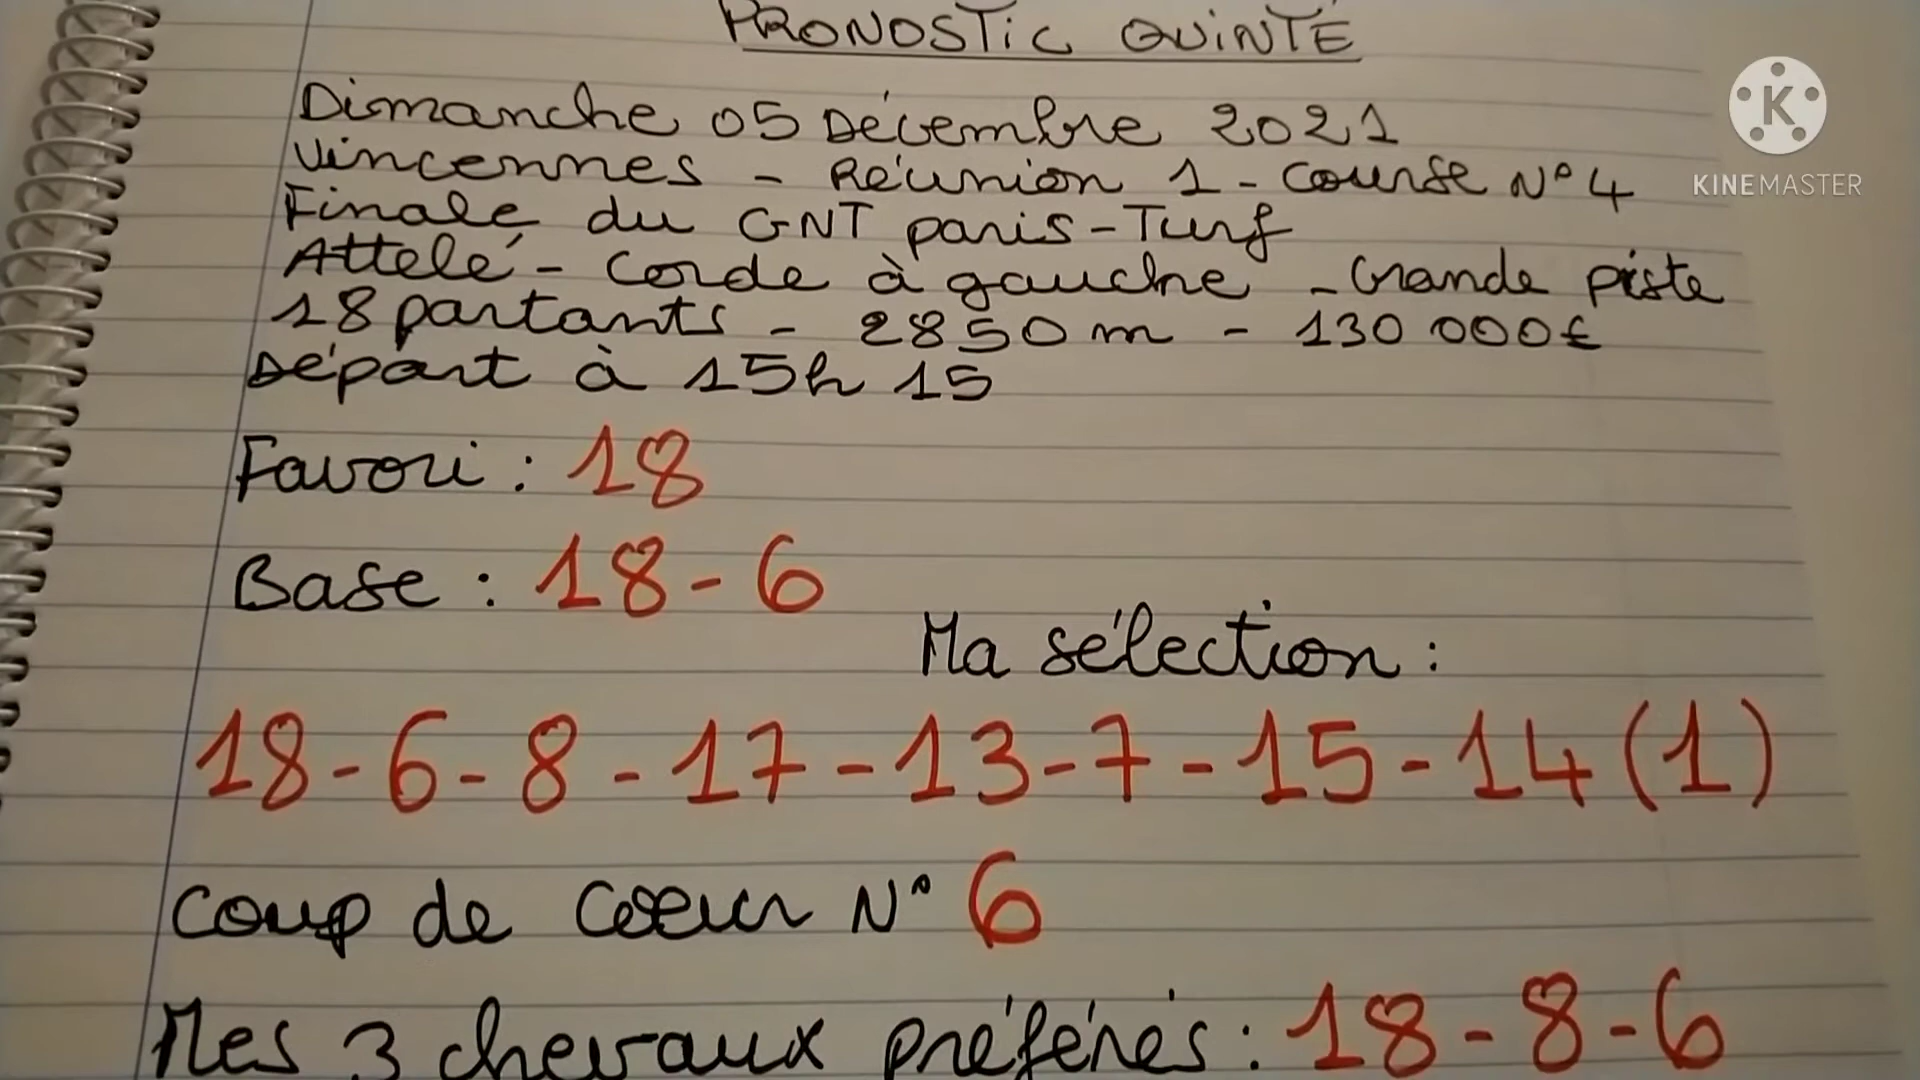 PRONOSTIC QUINTÉ
Dimanche 05 Décembre 2021
Vincennes - Réunion 1 - Course N° 4
Finale du GNT Paris-Turf
Attelé - Corde à gauche - Grande piste
18 partants - 2850 m - 130 000€
Départ à 15h 15
Favori : 18
Base : 18 - 6
Ma sélection :
18 - 6 - 8 - 17 - 13 - 7 - 15 - 14 (1)
Coup de Coeur N° 6
Mes 3 chevaux préférés : 18 - 8 - 6
K
KINEMASTER